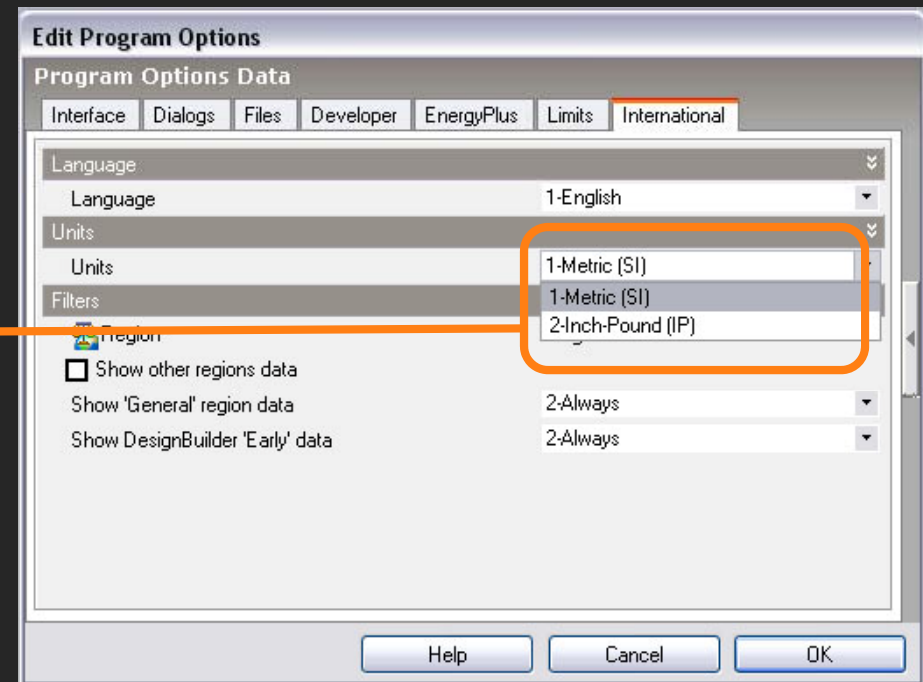 Edit Program Options
Program Options Data
Interface Dialogs Files Developer EnergyPlus Limits International
Language
Language 1-English
Units
Units 1-Metric (SI)
1-Metric (SI)
2-Inch-Pound (IP)
Filters
Region
Show other regions data
Show 'General' region data 2-Always
Show DesignBuilder 'Early' data 2-Always
Help Cancel OK